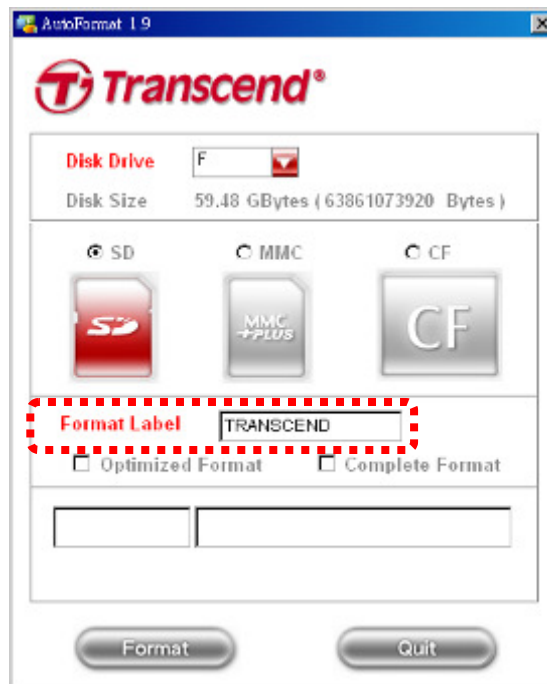 AutoFormat 1.9
Transcend®
Disk Drive F
Disk Size 59.48 GBytes ( 63861073920 Bytes )
SD MMC CF
SD MMC +PLUS CF
Format Label TRANSCEND
Optimized Format Complete Format
Format Quit